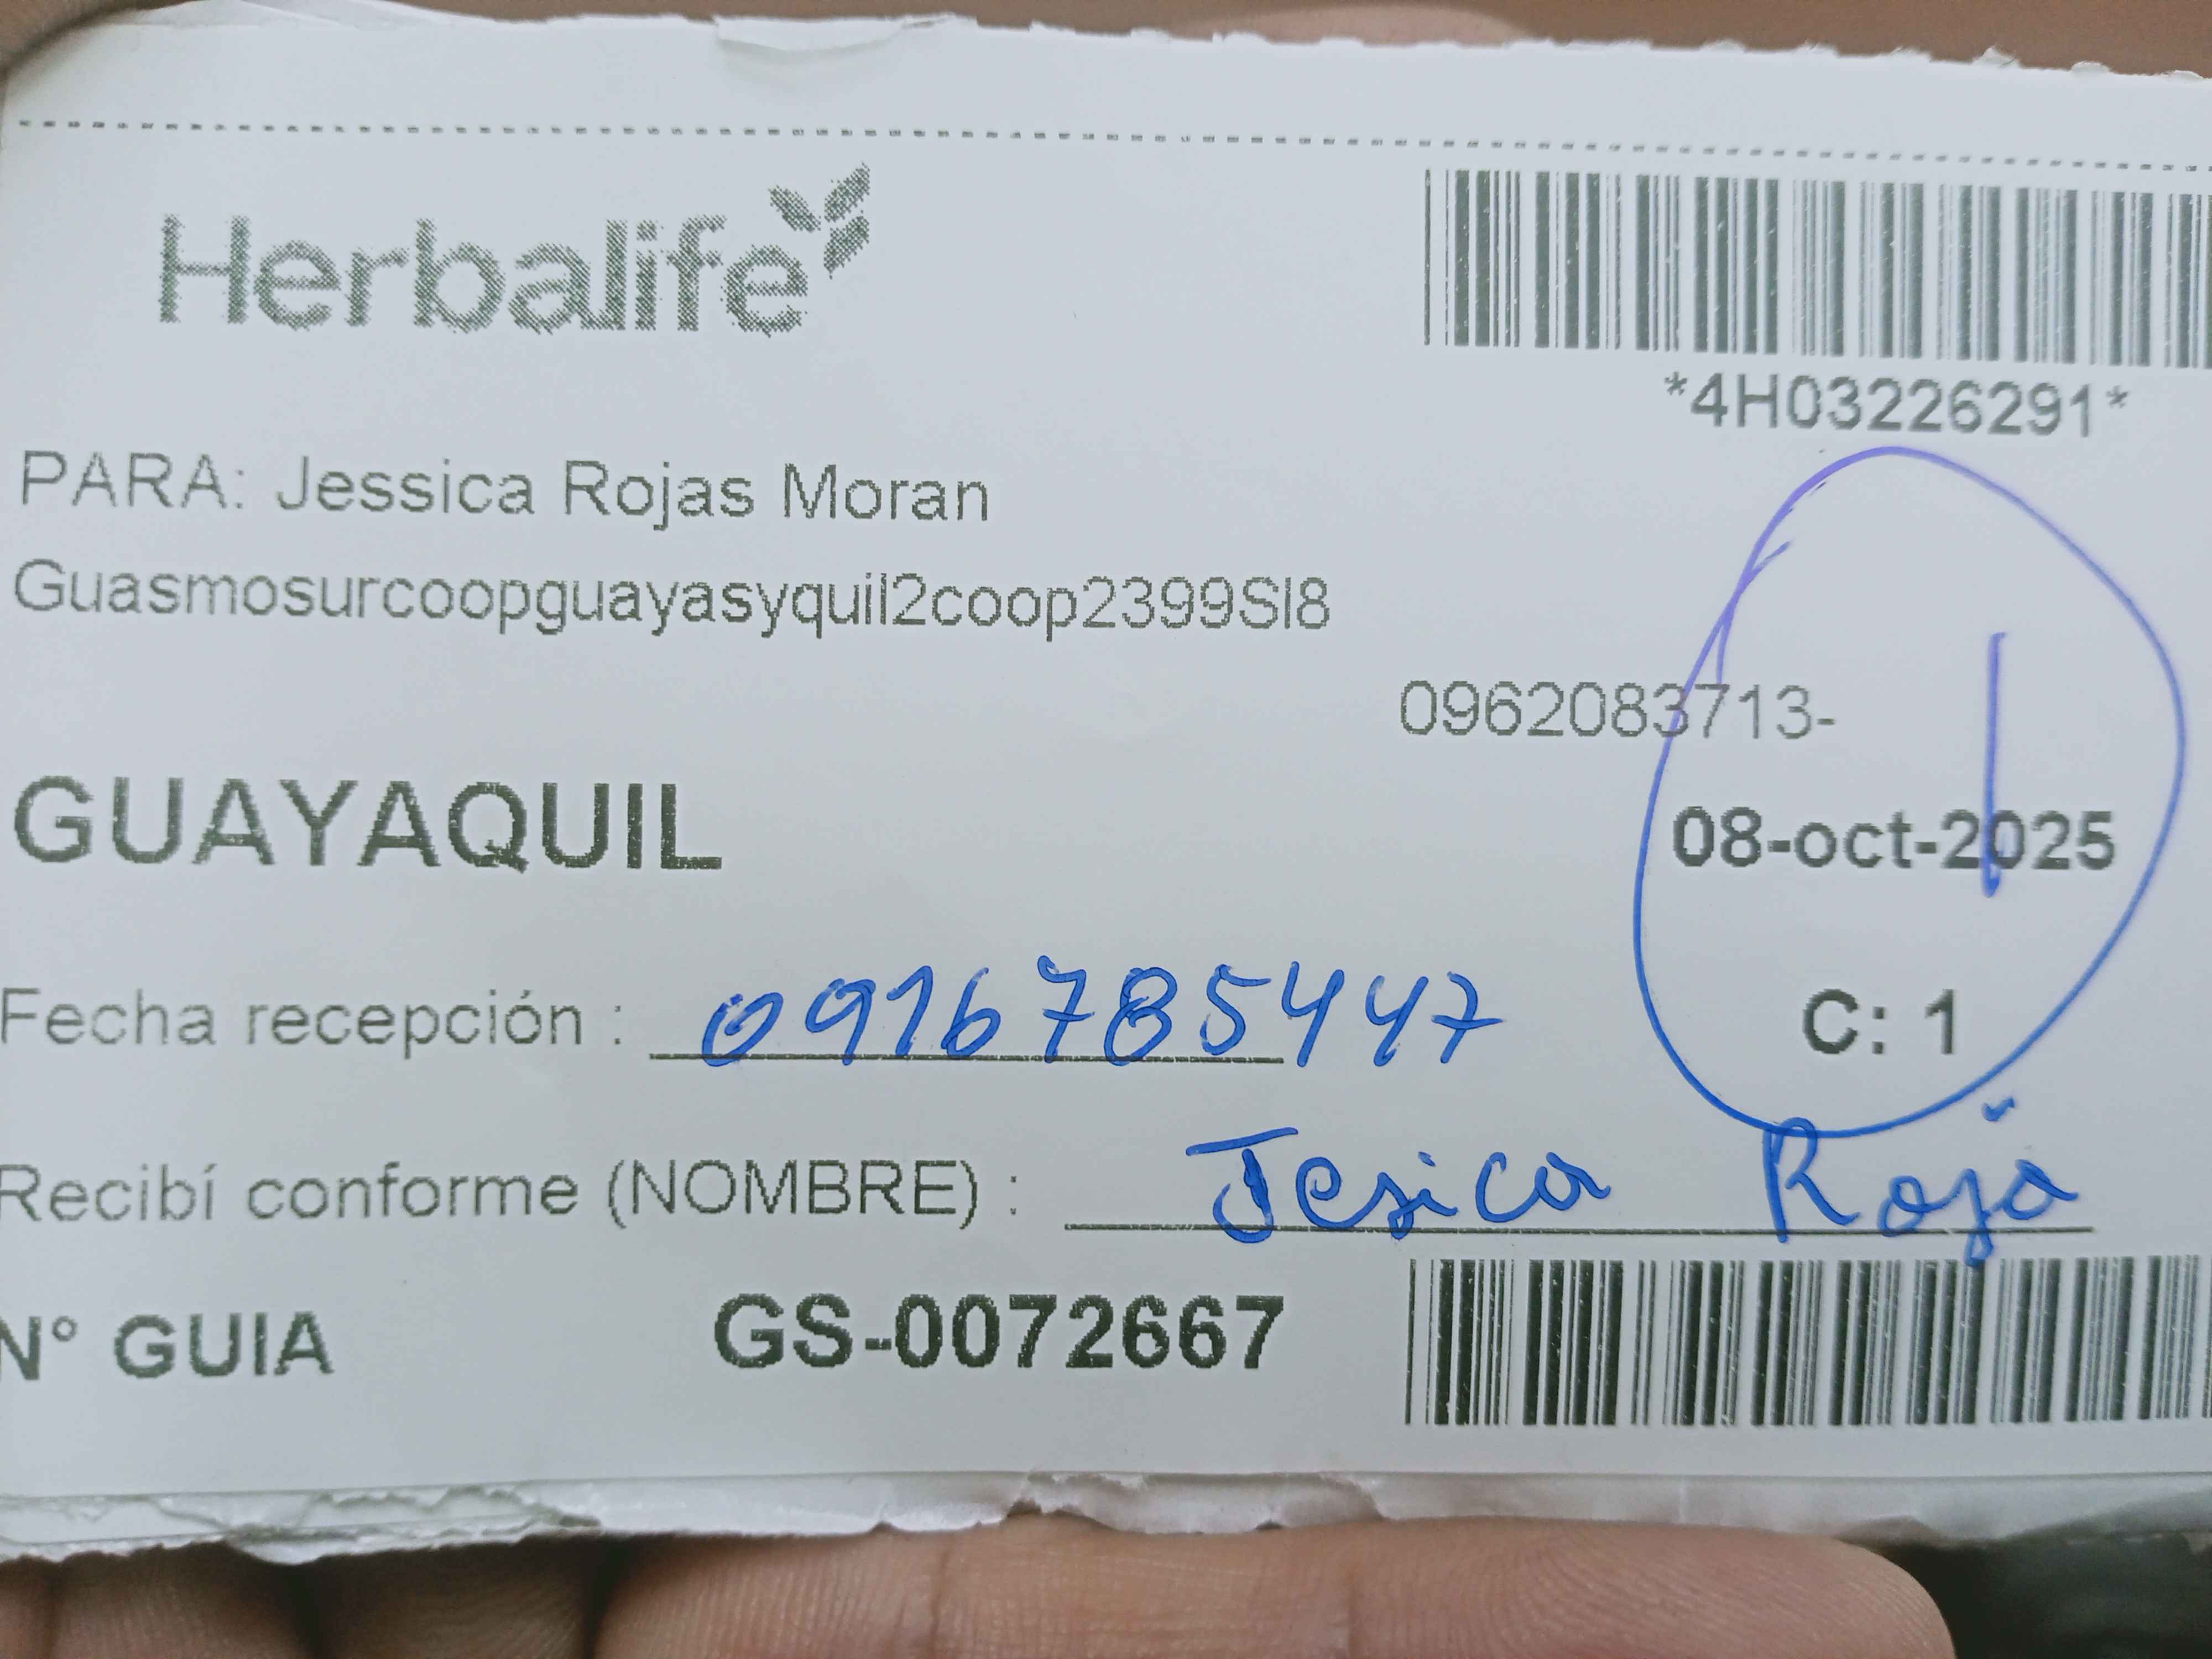 Herbalife
*4H03226291*
PARA: Jessica Rojas Moran
Guasmosurcoopguayasyquil2coop2399Sl8
0962083713-
GUAYAQUIL
08-oct-2025
C: 1
Fecha recepción : 0916785447
Recibí conforme (NOMBRE) : Jesica Roja
N° GUIA GS-0072667